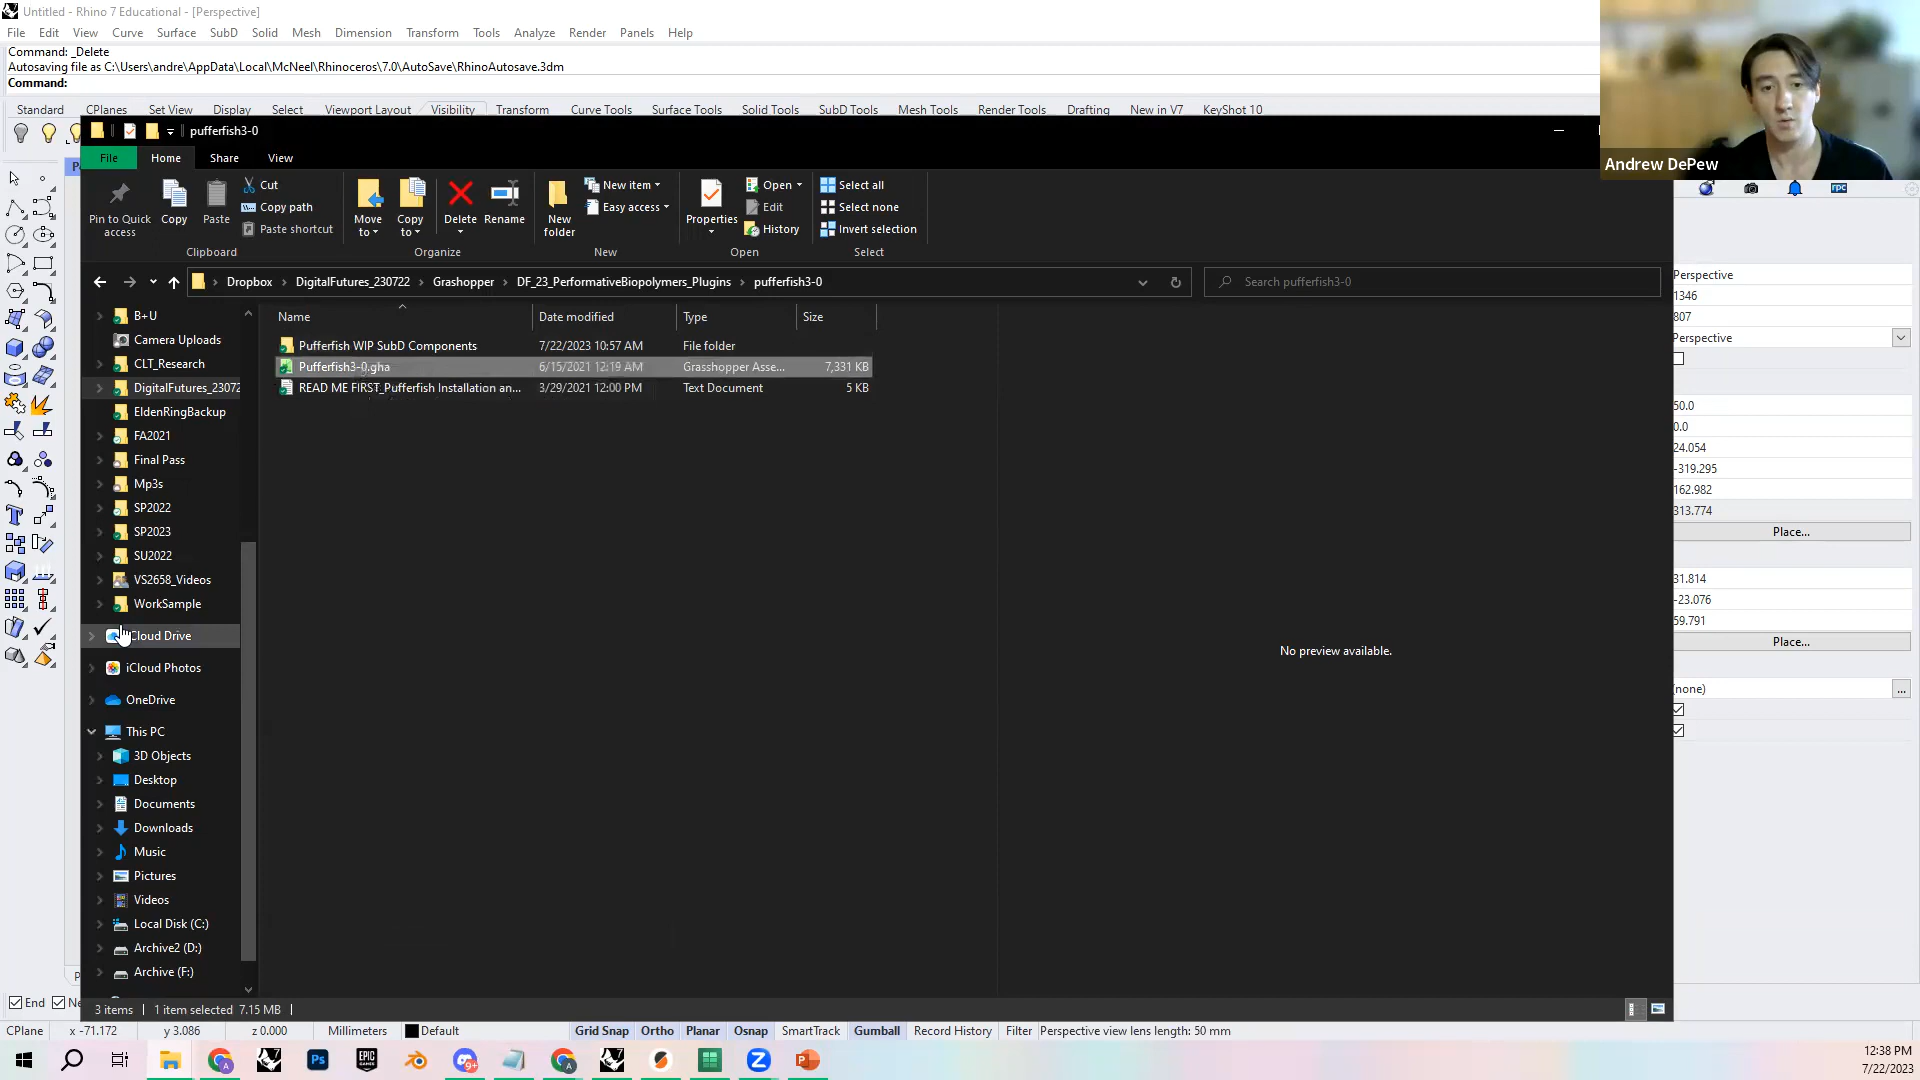 Untitled - Rhino 7 Educational - [Perspective]
File Edit View Curve Surface SubD Solid Mesh Dimension Transform Tools Analyze Render Panels Help
Command: _Delete
Autosaving file as C:\Users\andre\AppData\Local\McNeel\Rhinoceros\7.0\AutoSave\RhinoAutosave.3dm
Command:
Standard CPlanes Set View Display Select Viewport Layout Visibility Transform Curve Tools Surface Tools Solid Tools SubD Tools Mesh Tools Render Tools Drafting New in V7 KeyShot 10
Andrew DePew
pufferfish3-0
File Home Share View
Pin to Quick access
Copy
Paste
Cut
Copy path
Paste shortcut
Clipboard
Move to
Copy to
Delete
Rename
Organize
New folder
New item
Easy access
New
Properties
Open
Edit
History
Open
Select all
Select none
Invert selection
Select
Dropbox > DigitalFutures_230722 > Grashopper > DF_23_PerformativeBiopolymers_Plugins > pufferfish3-0
Search pufferfish3-0
Name Date modified Type Size
Pufferfish WIP SubD Components 7/22/2023 10:57 AM File folder
Pufferfish3-0.gha 6/15/2021 12:19 AM Grasshopper Asse... 7,331 KB
READ ME FIRST_Pufferfish Installation an... 3/29/2021 12:00 PM Text Document 5 KB
B+U
Camera Uploads
CLT_Research
DigitalFutures_23072
EldenRingBackup
FA2021
Final Pass
Mp3s
SP2022
SP2023
SU2022
VS2658_Videos
WorkSample
Cloud Drive
iCloud Photos
OneDrive
This PC
3D Objects
Desktop
Documents
Downloads
Music
Pictures
Videos
Local Disk (C:)
Archive2 (D:)
Archive (F:)
No preview available.
3 items 1 item selected 7.15 MB
rpc
Perspective
1346
807
Perspective
50.0
0.0
24.054
-319.295
162.982
313.774
Place...
31.814
-23.076
59.791
Place...
(none)
...
End
CPlane x -71.172 y 3.086 z 0.000 Millimeters Default Grid Snap Ortho Planar Osnap SmartTrack Gumball Record History Filter Perspective view lens length: 50 mm
Ps
EPIC GAMES
9+
12:38 PM
7/22/2023